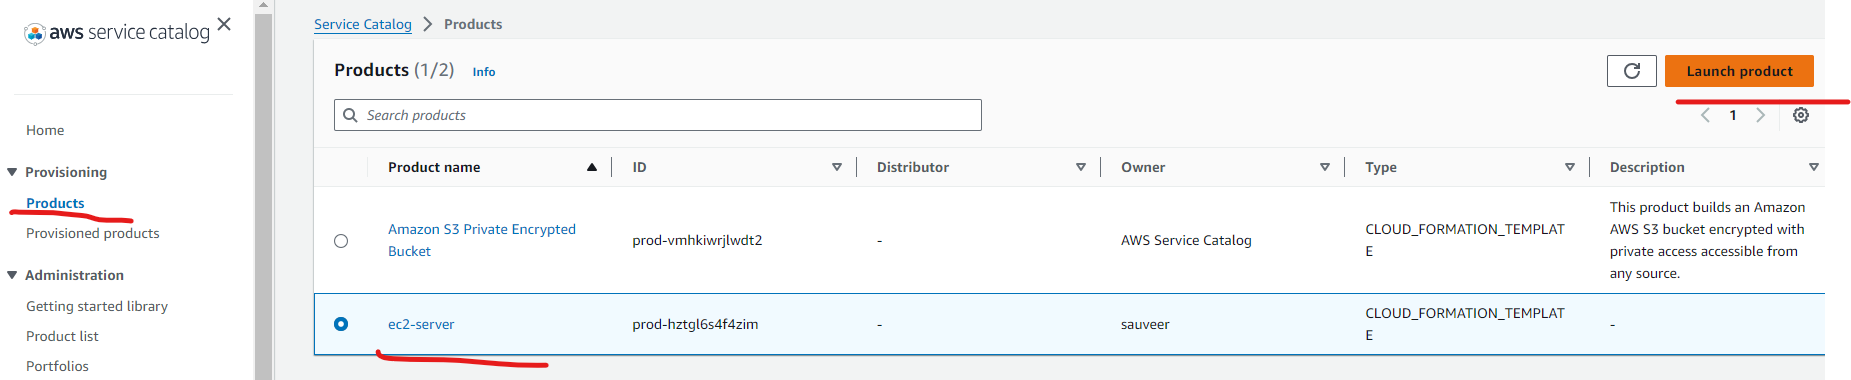 aws service catalog
Home
Provisioning
Products
Provisioned products
Administration
Getting started library
Product list
Portfolios
Service Catalog > Products
Products (1/2) Info
Launch product
Search products
1
Product name ID Distributor Owner Type Description
Amazon S3 Private Encrypted
Bucket
prod-vmhkiwrjlwdt2
-
AWS Service Catalog
CLOUD_FORMATION_TEMPLAT
E
This product builds an Amazon
AWS S3 bucket encrypted with
private access accessible from
any source.
ec2-server
prod-hztgl6s4f4zim
-
sauveer
CLOUD_FORMATION_TEMPLAT
E
-